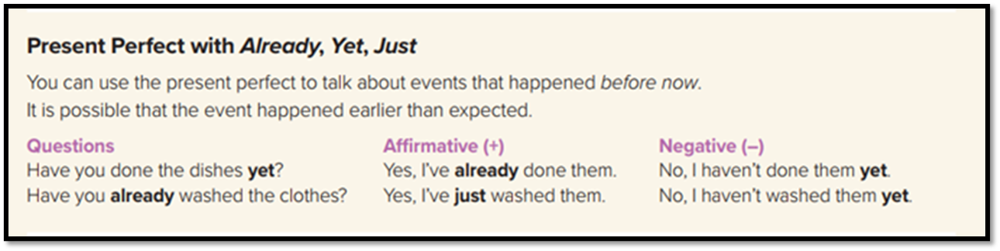 Present Perfect with Already, Yet, Just
You can use the present perfect to talk about events that happened before now.
It is possible that the event happened earlier than expected.
Questions
Have you done the dishes yet?
Have you already washed the clothes?
Affirmative (+)
Yes, I've already done them.
Yes, I've just washed them.
Negative (–)
No, I haven't done them yet.
No, I haven't washed them yet.